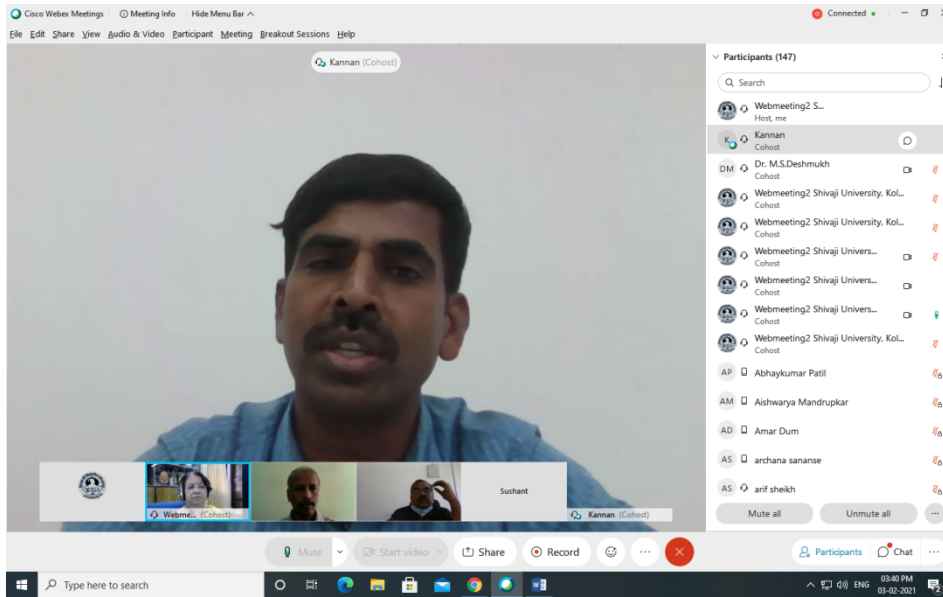 Cisco Webex Meetings
Meeting Info
Hide Menu Bar
Connected
File Edit Share View Audio & Video Participant Meeting Breakout Sessions Help
Kannan (Cohost)
Participants (147)
Search
Webmeeting2 S...
Host, me
K
Kannan
Cohost
DM
Dr. M.S.Deshmukh
Cohost
Webmeeting2 Shivaji University, Kol...
Cohost
Webmeeting2 Shivaji University, Kol...
Cohost
Webmeeting2 Shivaji Univers...
Cohost
Webmeeting2 Shivaji Univers...
Cohost
Webmeeting2 Shivaji Univers...
Cohost
Webmeeting2 Shivaji University, Kol...
Cohost
AP Abhaykumar Patil
AM Aishwarya Mandrupkar
AD Amar Dum
AS archana sananse
AS arif sheikh
Mute all
Unmute all
Webme... (Cohost)
Sushant
Kannan (Cohost)
Mute
Start video
Share
Record
Participants
Chat
Type here to search
ENG
03:40 PM
03-02-2021